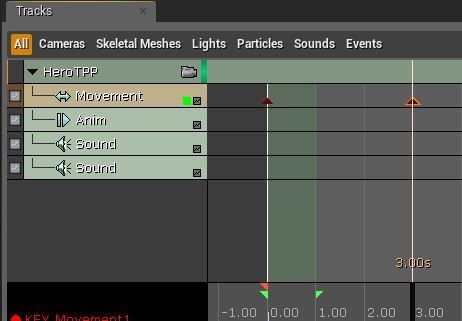 Tracks
All Cameras Skeletal Meshes Lights Particles Sounds Events
HeroTPP
Movement
Anim
Sound
Sound
3.00s
-1.00 0.00 1.00 2.00 3.00
KEY Movement1